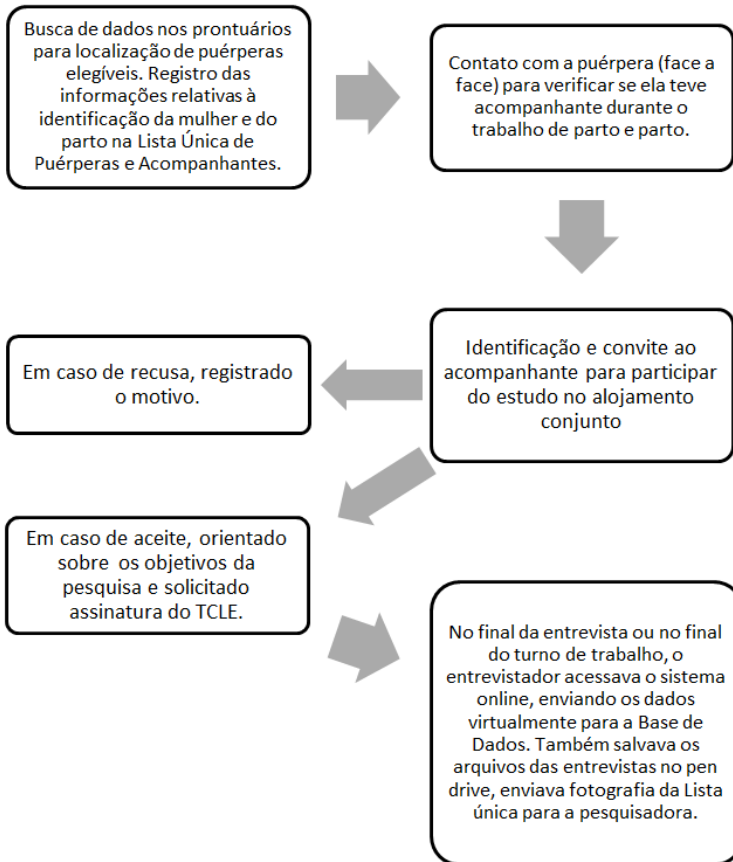 Busca de dados nos prontuários
para localização de puérperas
elegíveis. Registro das
informações relativas à
identificação da mulher e do
parto na Lista Única de
Puérperas e Acompanhantes.
Contato com a puérpera (face a
face) para verificar se ela teve
acompanhante durante o
trabalho de parto e parto.
Identificação e convite ao
acompanhante para participar
do estudo no alojamento
conjunto
Em caso de recusa, registrado
o motivo.
Em caso de aceite, orientado
sobre os objetivos da
pesquisa e solicitado
assinatura do TCLE.
No final da entrevista ou no final
do turno de trabalho, o
entrevistador acessava o sistema
online, enviando os dados
virtualmente para a Base de
Dados. Também salvava os
arquivos das entrevistas no pen
drive, enviava fotografia da Lista
única para a pesquisadora.